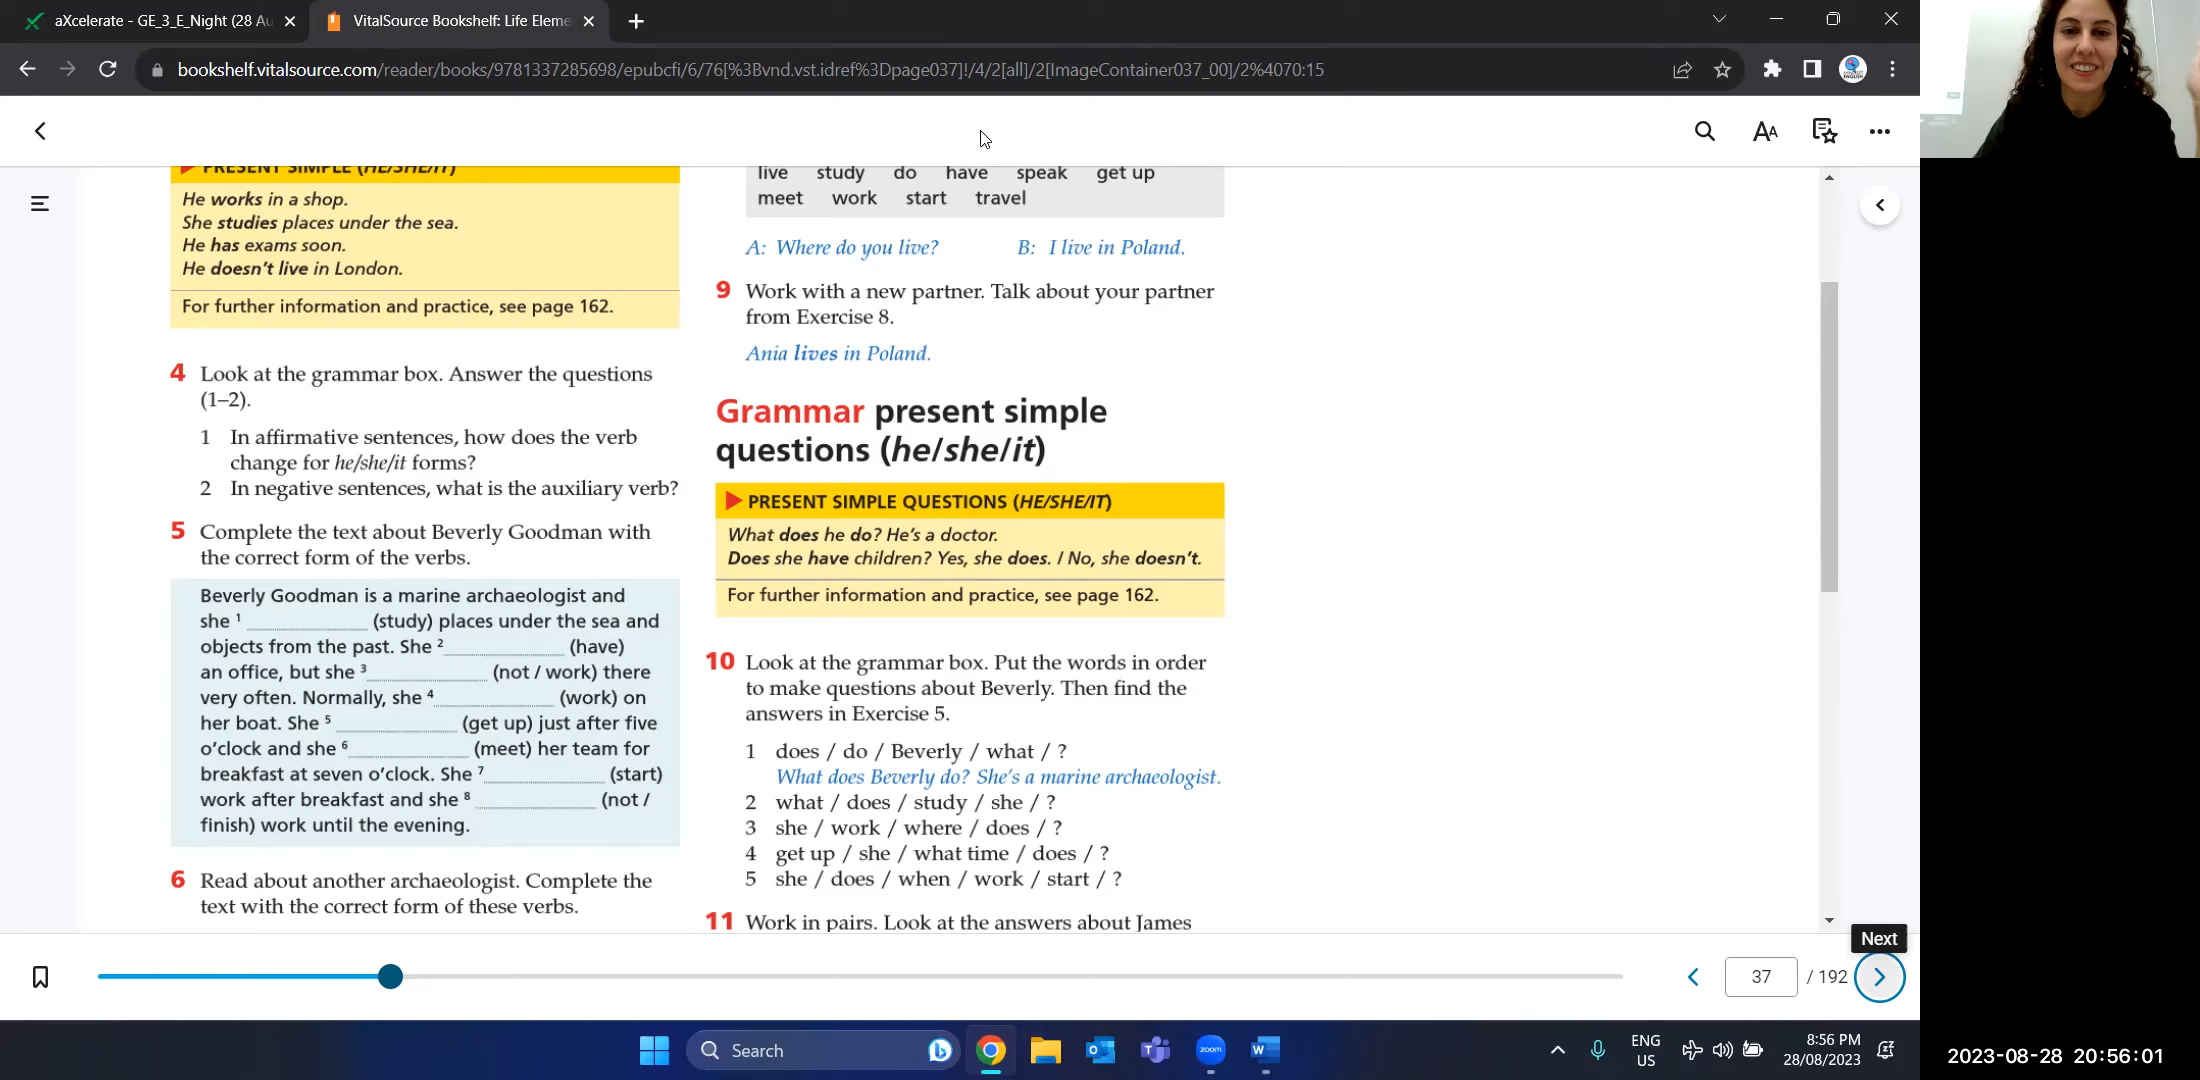 aXcelerate - GE_3_E_Night (28 Au
VitalSource Bookshelf: Life Eleme
bookshelf.vitalsource.com/reader/books/9781337285698/epubcfi/6/76[%3Bvnd.vst.idref%3Dpage037]!/4/2[all]/2[ImageContainer037_00]/2%4070:15
PRESENT SIMPLE (HE/SHE/IT)
He works in a shop.
She studies places under the sea.
He has exams soon.
He doesn't live in London.
For further information and practice, see page 162.
4 Look at the grammar box. Answer the questions
(1–2).
1 In affirmative sentences, how does the verb
change for he/she/it forms?
2 In negative sentences, what is the auxiliary verb?
5 Complete the text about Beverly Goodman with
the correct form of the verbs.
Beverly Goodman is a marine archaeologist and
she 1 ____________ (study) places under the sea and
objects from the past. She 2 ____________ (have)
an office, but she 3 ____________ (not / work) there
very often. Normally, she 4 ____________ (work) on
her boat. She 5 ____________ (get up) just after five
o'clock and she 6 ____________ (meet) her team for
breakfast at seven o'clock. She 7 ____________ (start)
work after breakfast and she 8 ____________ (not /
finish) work until the evening.
6 Read about another archaeologist. Complete the
text with the correct form of these verbs.
live study do have speak get up
meet work start travel
A: Where do you live? B: I live in Poland.
9 Work with a new partner. Talk about your partner
from Exercise 8.
Ania lives in Poland.
Grammar present simple
questions (he/she/it)
PRESENT SIMPLE QUESTIONS (HE/SHE/IT)
What does he do? He's a doctor.
Does she have children? Yes, she does. / No, she doesn't.
For further information and practice, see page 162.
10 Look at the grammar box. Put the words in order
to make questions about Beverly. Then find the
answers in Exercise 5.
1 does / do / Beverly / what / ?
What does Beverly do? She's a marine archaeologist.
2 what / does / study / she / ?
3 she / work / where / does / ?
4 get up / she / what time / does / ?
5 she / does / when / work / start / ?
11 Work in pairs. Look at the answers about James
Next
37 / 192
Search
zoom
ENG
US
8:56 PM
28/08/2023
2023-08-28 20:56:01